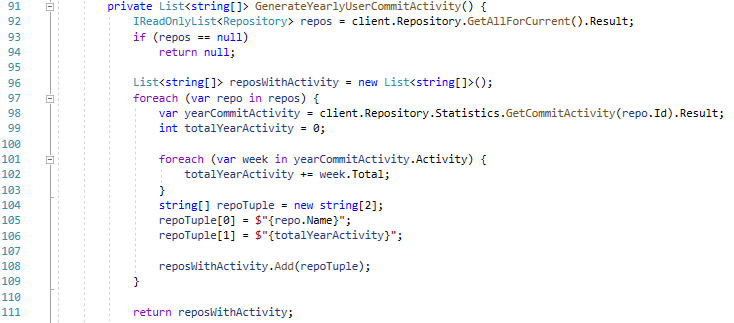 91 private List<string[]> GenerateYearlyUserCommitActivity() {
92 IReadOnlyList<Repository> repos = client.Repository.GetAllForCurrent().Result;
93 if (repos == null)
94 return null;
95
96 List<string[]> reposWithActivity = new List<string[]>();
97 foreach (var repo in repos) {
98 var yearCommitActivity = client.Repository.Statistics.GetCommitActivity(repo.Id).Result;
99 int totalYearActivity = 0;
100
101 foreach (var week in yearCommitActivity.Activity) {
102 totalYearActivity += week.Total;
103 }
104 string[] repoTuple = new string[2];
105 repoTuple[0] = $"{repo.Name}";
106 repoTuple[1] = $"{totalYearActivity}";
107
108 reposWithActivity.Add(repoTuple);
109 }
110
111 return reposWithActivity;